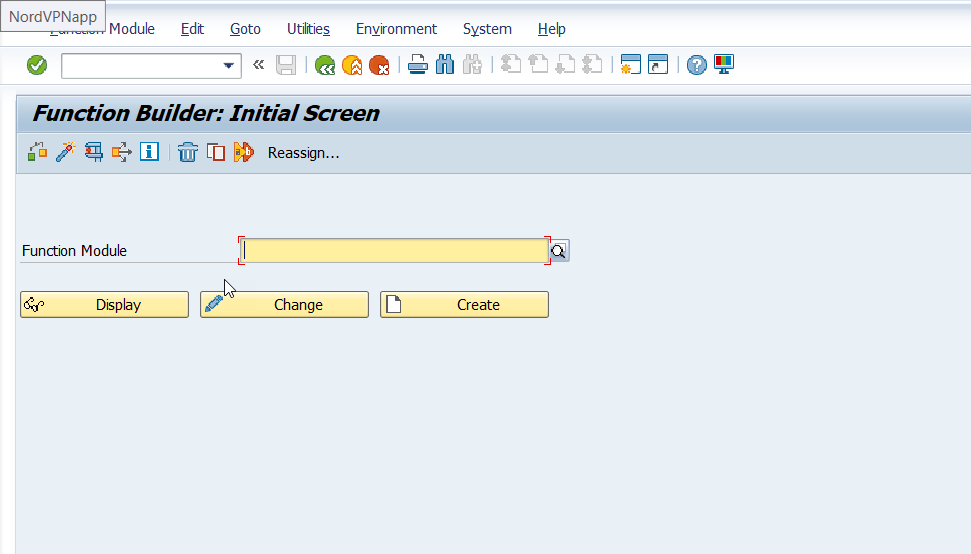 NordVPNapp
Function Module Edit Goto Utilities Environment System Help
Function Builder: Initial Screen
Reassign...
Function Module
Display Change Create